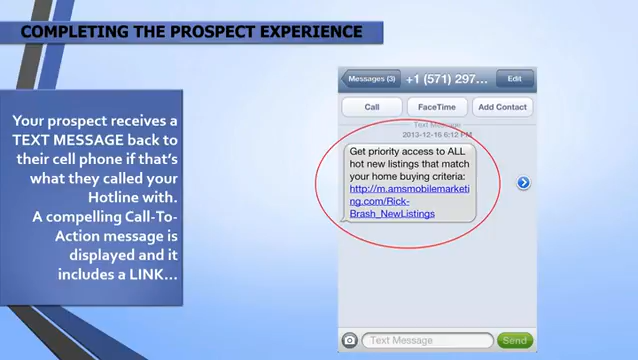 COMPLETING THE PROSPECT EXPERIENCE
Your prospect receives a
TEXT MESSAGE back to
their cell phone if that's
what they called your
Hotline with.
A compelling Call-To-
Action message is
displayed and it
includes a LINK...
Messages (3)
+1 (571) 297...
Edit
Call
FaceTime
Add Contact
Text Message
2013-12-16 6:12 PM
Get priority access to ALL
hot new listings that match
your home buying criteria:
http://m.amsmobilemarketi
ng.com/Rick-
Brash_NewListings
Text Message
Send